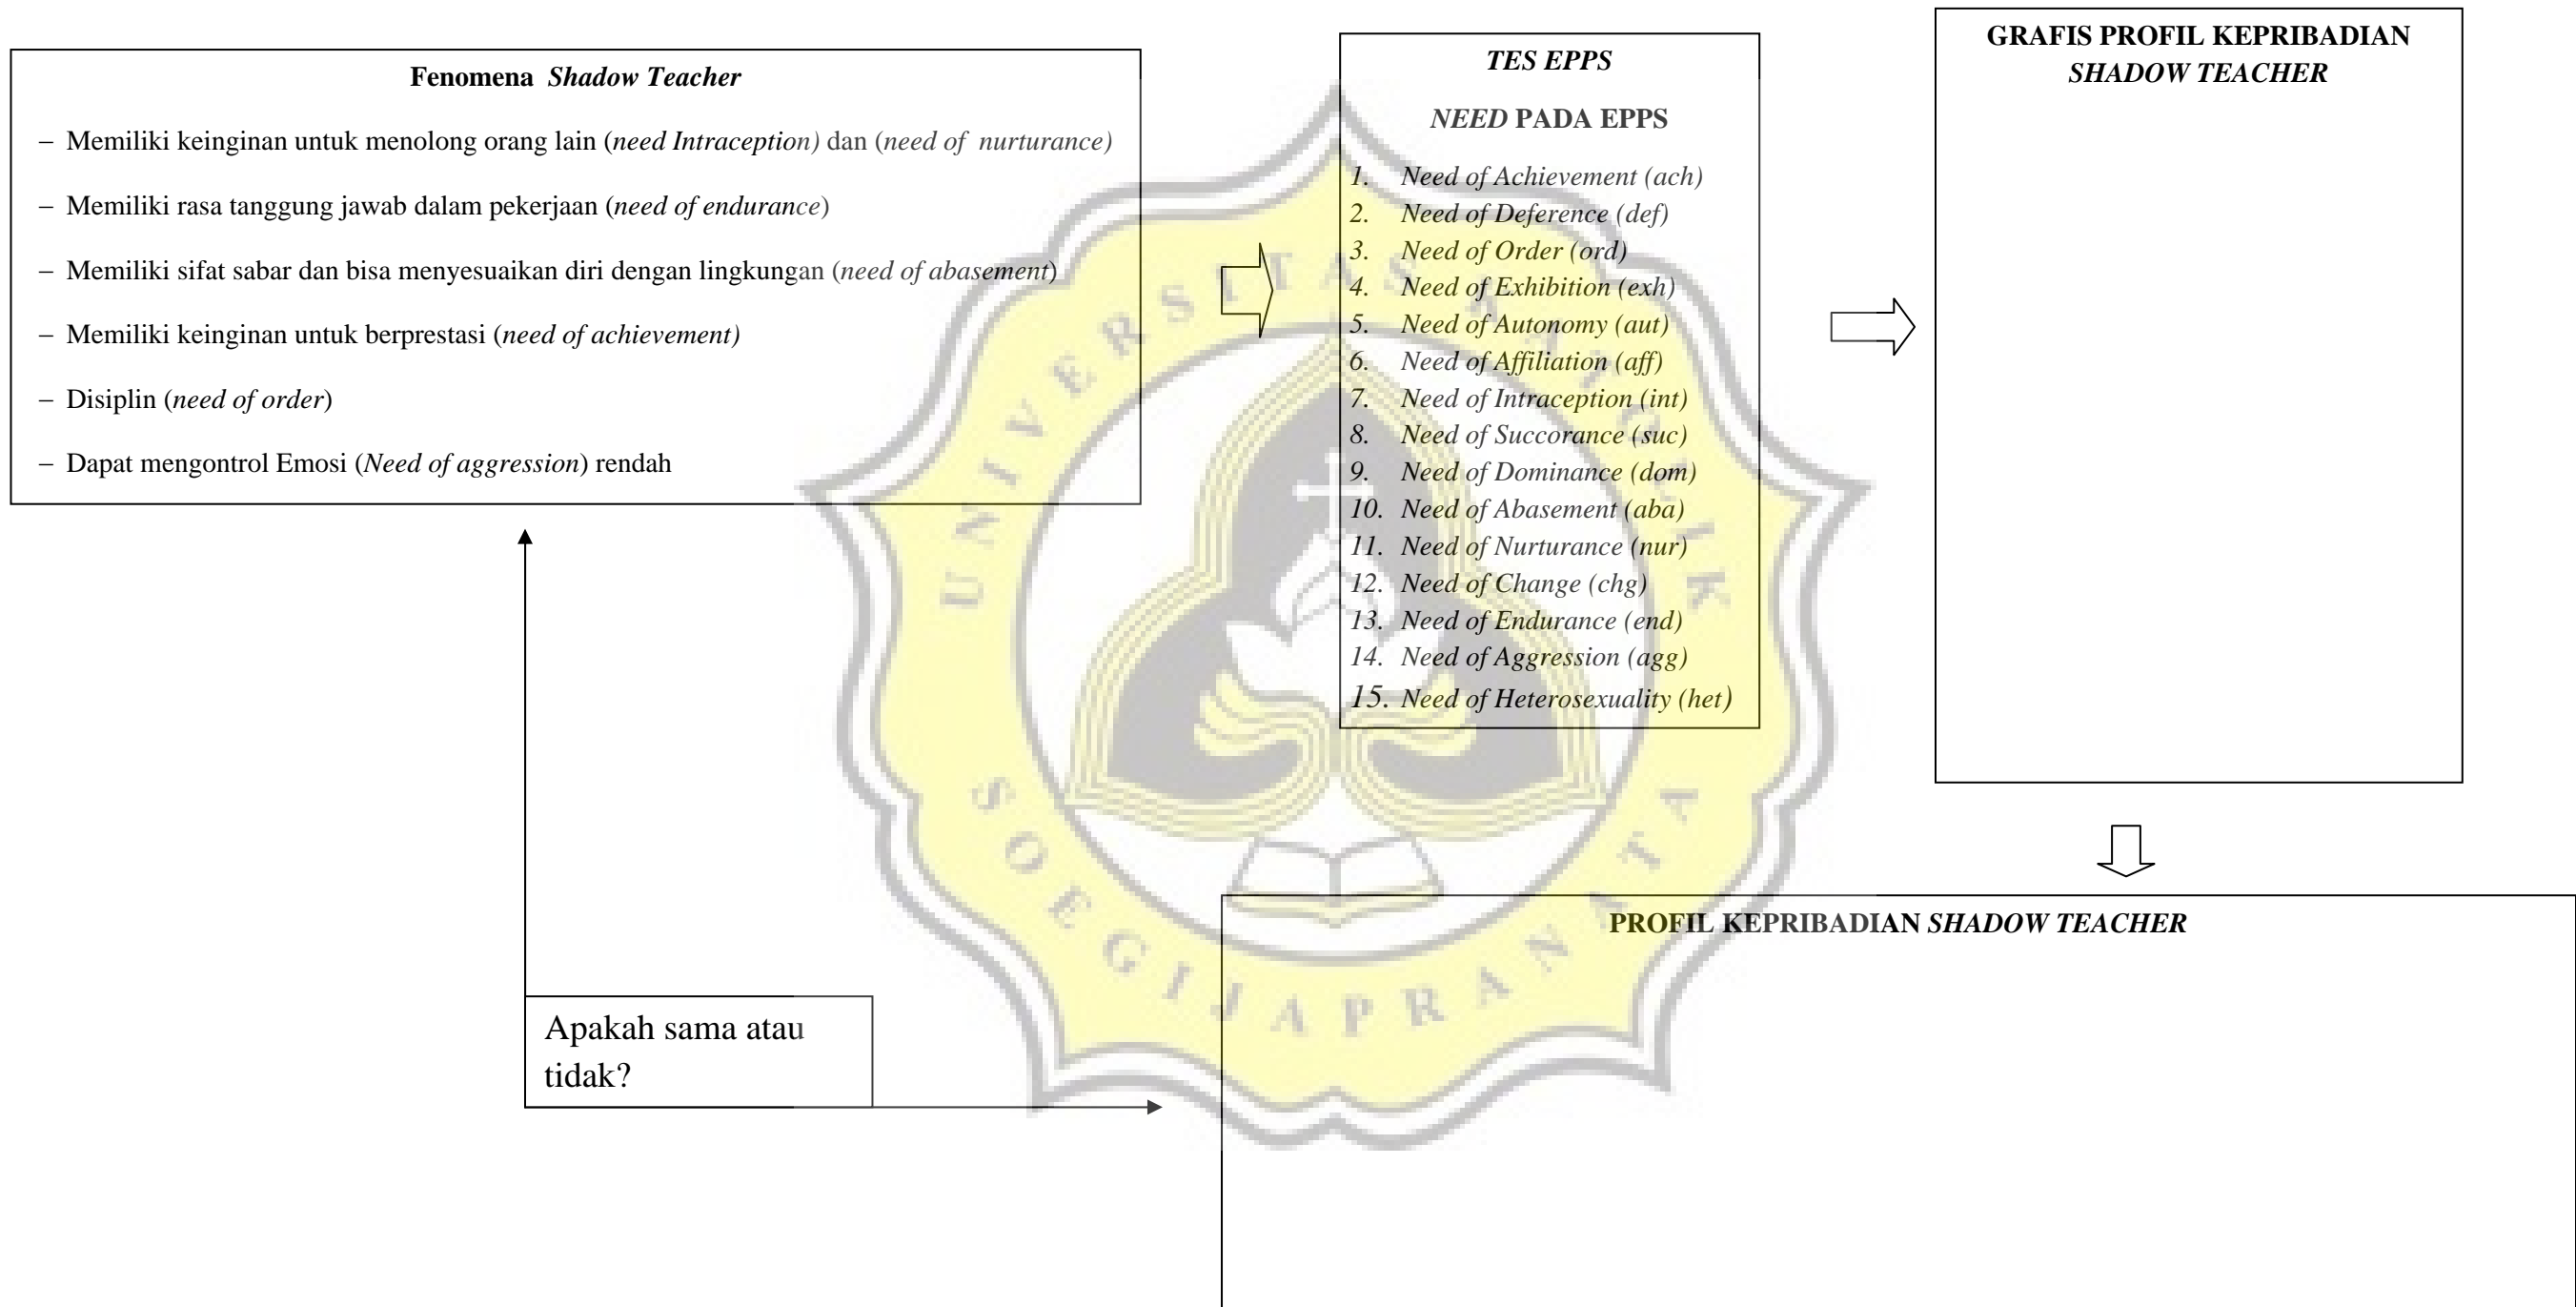 Fenomena Shadow Teacher
– Memiliki keinginan untuk menolong orang lain (need Intraception) dan (need of nurturance)
– Memiliki rasa tanggung jawab dalam pekerjaan (need of endurance)
– Memiliki sifat sabar dan bisa menyesuaikan diri dengan lingkungan (need of abasement)
– Memiliki keinginan untuk berprestasi (need of achievement)
– Disiplin (need of order)
– Dapat mengontrol Emosi (Need of aggression) rendah
TES EPPS
NEED PADA EPPS
1. Need of Achievement (ach)
2. Need of Deference (def)
3. Need of Order (ord)
4. Need of Exhibition (exh)
5. Need of Autonomy (aut)
6. Need of Affiliation (aff)
7. Need of Intraception (int)
8. Need of Succorance (suc)
9. Need of Dominance (dom)
10. Need of Abasement (aba)
11. Need of Nurturance (nur)
12. Need of Change (chg)
13. Need of Endurance (end)
14. Need of Aggression (agg)
15. Need of Heterosexuality (het)
GRAFIS PROFIL KEPRIBADIAN
SHADOW TEACHER
PROFIL KEPRIBADIAN SHADOW TEACHER
Apakah sama atau
tidak?
UNIVERSITAS KATOLIK
SOEGIJAPRANATA